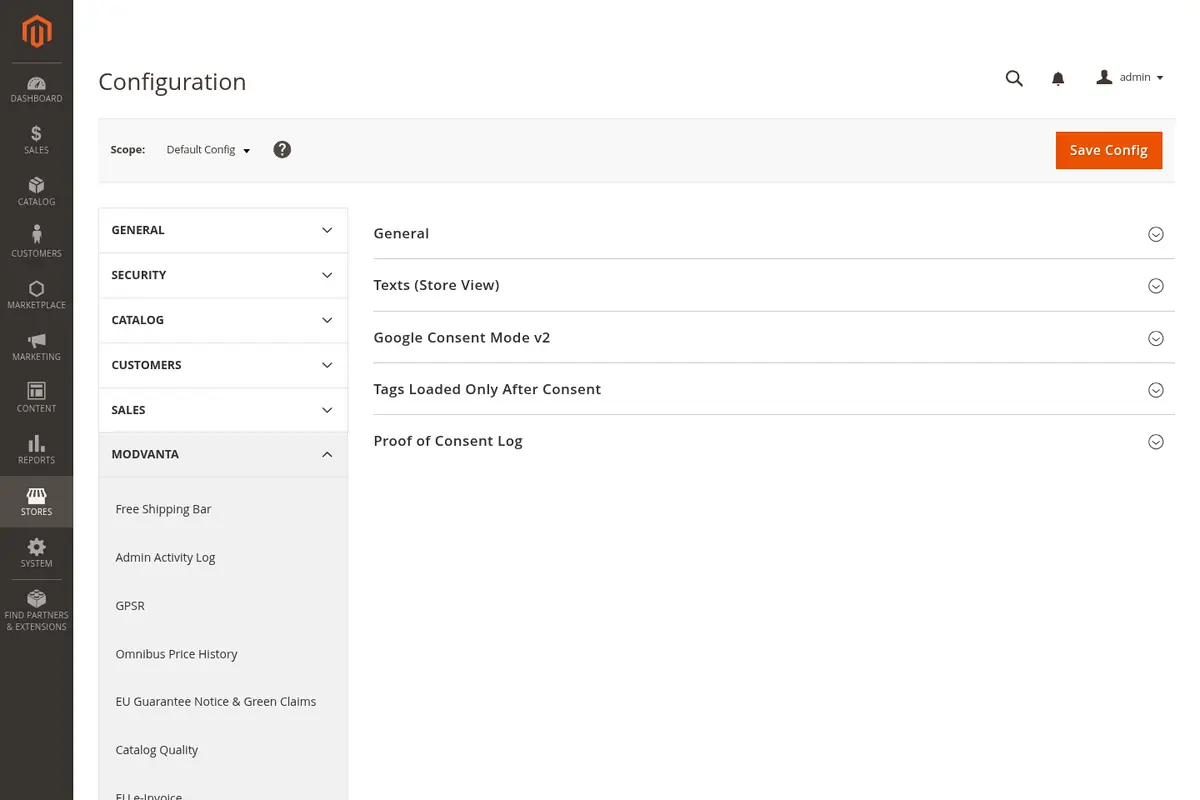 DASHBOARD
SALES
CATALOG
CUSTOMERS
MARKETPLACE
MARKETING
CONTENT
REPORTS
STORES
SYSTEM
FIND PARTNERS
& EXTENSIONS
Configuration
admin
Scope: Default Config ?
Save Config
GENERAL
SECURITY
CATALOG
CUSTOMERS
SALES
MODVANTA
Free Shipping Bar
Admin Activity Log
GPSR
Omnibus Price History
EU Guarantee Notice & Green Claims
Catalog Quality
EU e-Invoice
General
Texts (Store View)
Google Consent Mode v2
Tags Loaded Only After Consent
Proof of Consent Log